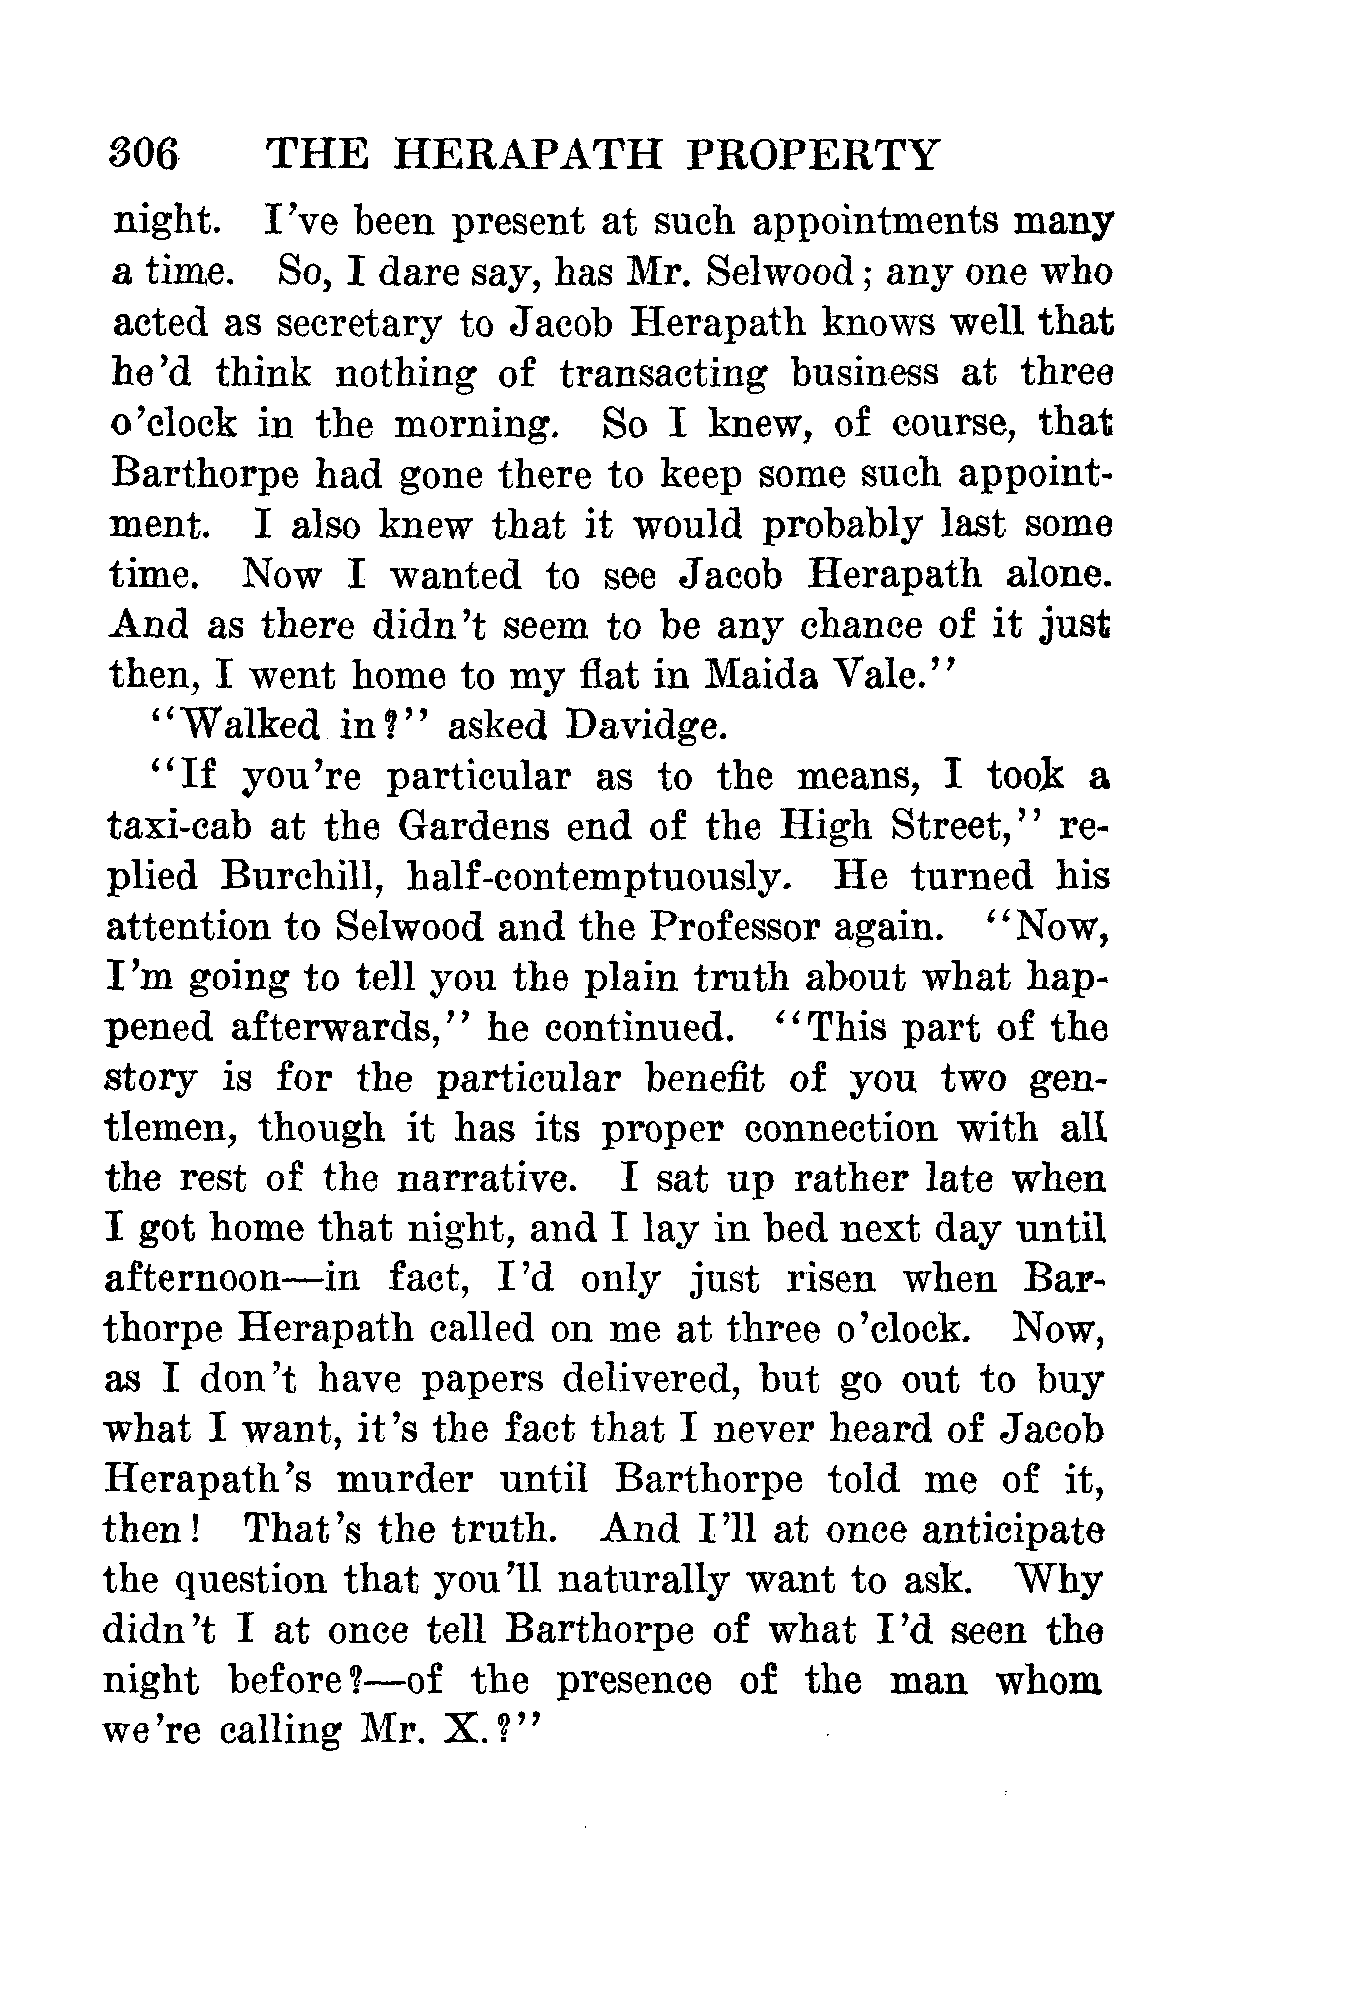 306 THE HERAPATH PROPERTY
night. I've been present at such appointments many
a time. So, I dare say, has Mr. Selwood; any one who
acted as secretary to Jacob Herapath knows well that
he'd think nothing of transacting business at three
o'clock in the morning. So I knew, of course, that
Barthorpe had gone there to keep some such appoint-
ment. I also knew that it would probably last some
time. Now I wanted to see Jacob Herapath alone.
And as there didn't seem to be any chance of it just
then, I went home to my flat in Maida Vale."
"Walked in?" asked Davidge.
"If you're particular as to the means, I took a
taxi-cab at the Gardens end of the High Street," re-
plied Burchill, half-contemptuously. He turned his
attention to Selwood and the Professor again. "Now,
I'm going to tell you the plain truth about what hap-
pened afterwards," he continued. "This part of the
story is for the particular benefit of you two gen-
tlemen, though it has its proper connection with all
the rest of the narrative. I sat up rather late when
I got home that night, and I lay in bed next day until
afternoon—in fact, I'd only just risen when Bar-
thorpe Herapath called on me at three o'clock. Now,
as I don't have papers delivered, but go out to buy
what I want, it's the fact that I never heard of Jacob
Herapath's murder until Barthorpe told me of it,
then! That's the truth. And I'll at once anticipate
the question that you'll naturally want to ask. Why
didn't I at once tell Barthorpe of what I'd seen the
night before?—of the presence of the man whom
we're calling Mr. X.?"